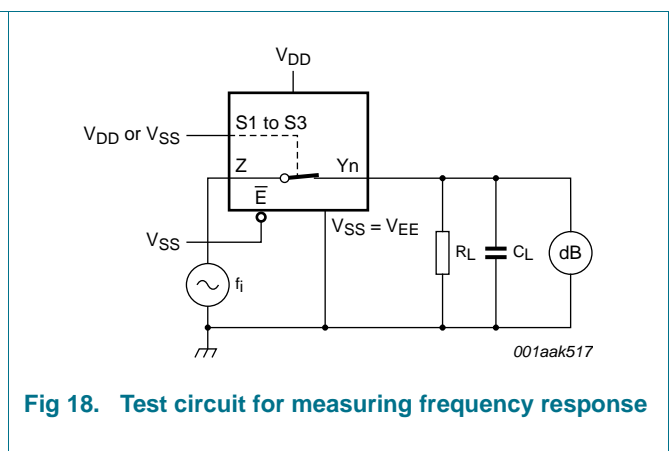 VDD
VDD or VSS
S1 to S3
Z
Yn
E
VSS
VSS = VEE
RL
CL
dB
fi
001aak517
Fig 18. Test circuit for measuring frequency response